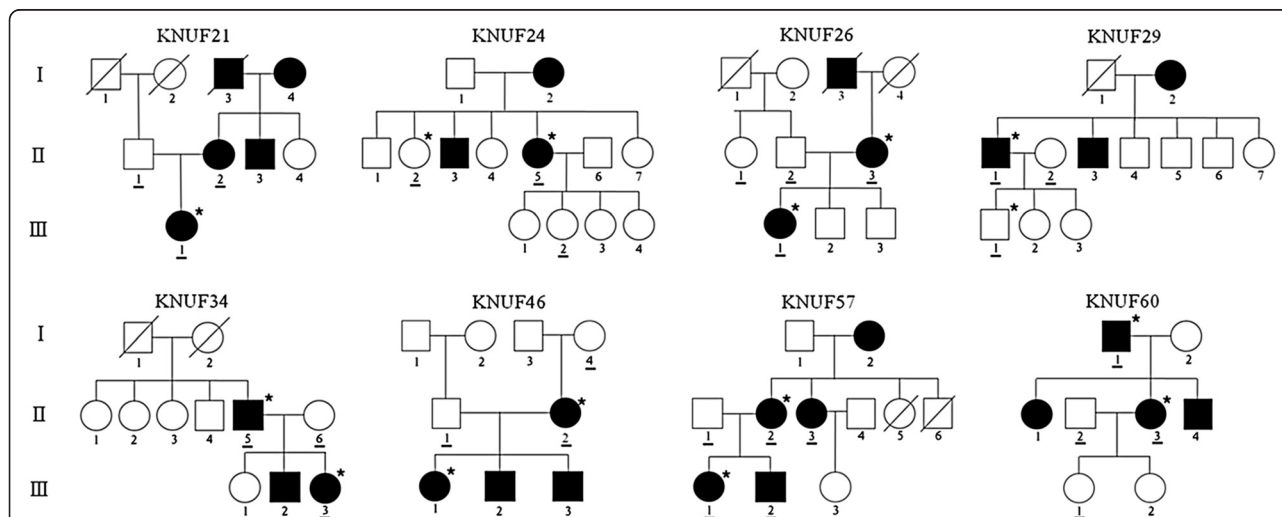 KNUF21 KNUF24 KNUF26 KNUF29
I 1 2 3 4 1 2 1 2 3 4 1 2
II 1 2 3 4 1 2 * 3 4 5 * 6 7 1 2 3 * 1 * 2 3 4 5 6 7
III 1 * 1 2 3 4 1 * 2 3 1 * 2 3
KNUF34 KNUF46 KNUF57 KNUF60
I 1 2 1 2 3 4 1 2 1 * 2
II 1 2 3 4 5 * 6 1 2 * 1 2 * 3 4 5 6 1 2 3 * 4
III 1 2 3 * 1 * 2 3 1 * 2 3 1 2